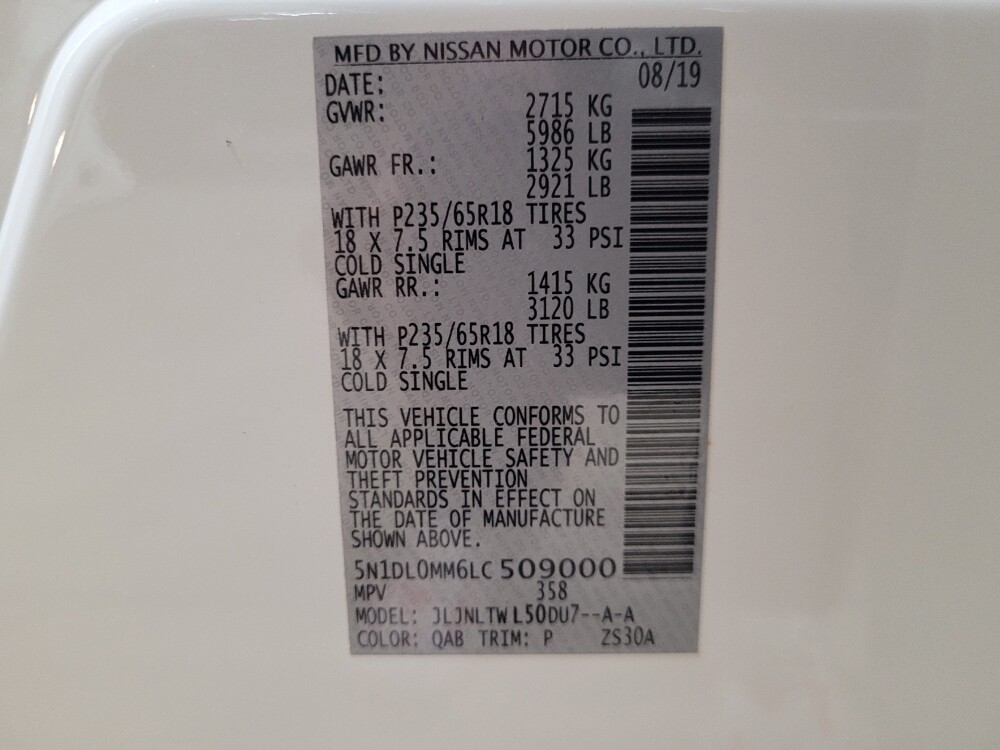 MFD BY NISSAN MOTOR CO., LTD.
DATE: 08/19
GVWR: 2715 KG
5986 LB
GAWR FR.: 1325 KG
2921 LB
WITH P235/65R18 TIRES
18 X 7.5 RIMS AT 33 PSI
COLD SINGLE
GAWR RR.: 1415 KG
3120 LB
WITH P235/65R18 TIRES
18 X 7.5 RIMS AT 33 PSI
COLD SINGLE
THIS VEHICLE CONFORMS TO
ALL APPLICABLE FEDERAL
MOTOR VEHICLE SAFETY AND
THEFT PREVENTION
STANDARDS IN EFFECT ON
THE DATE OF MANUFACTURE
SHOWN ABOVE.
5N1DL0MM6LC 509000
MPV 358
MODEL: JLJNLTW L50DU7--A-A
COLOR: QAB TRIM: P ZS30A